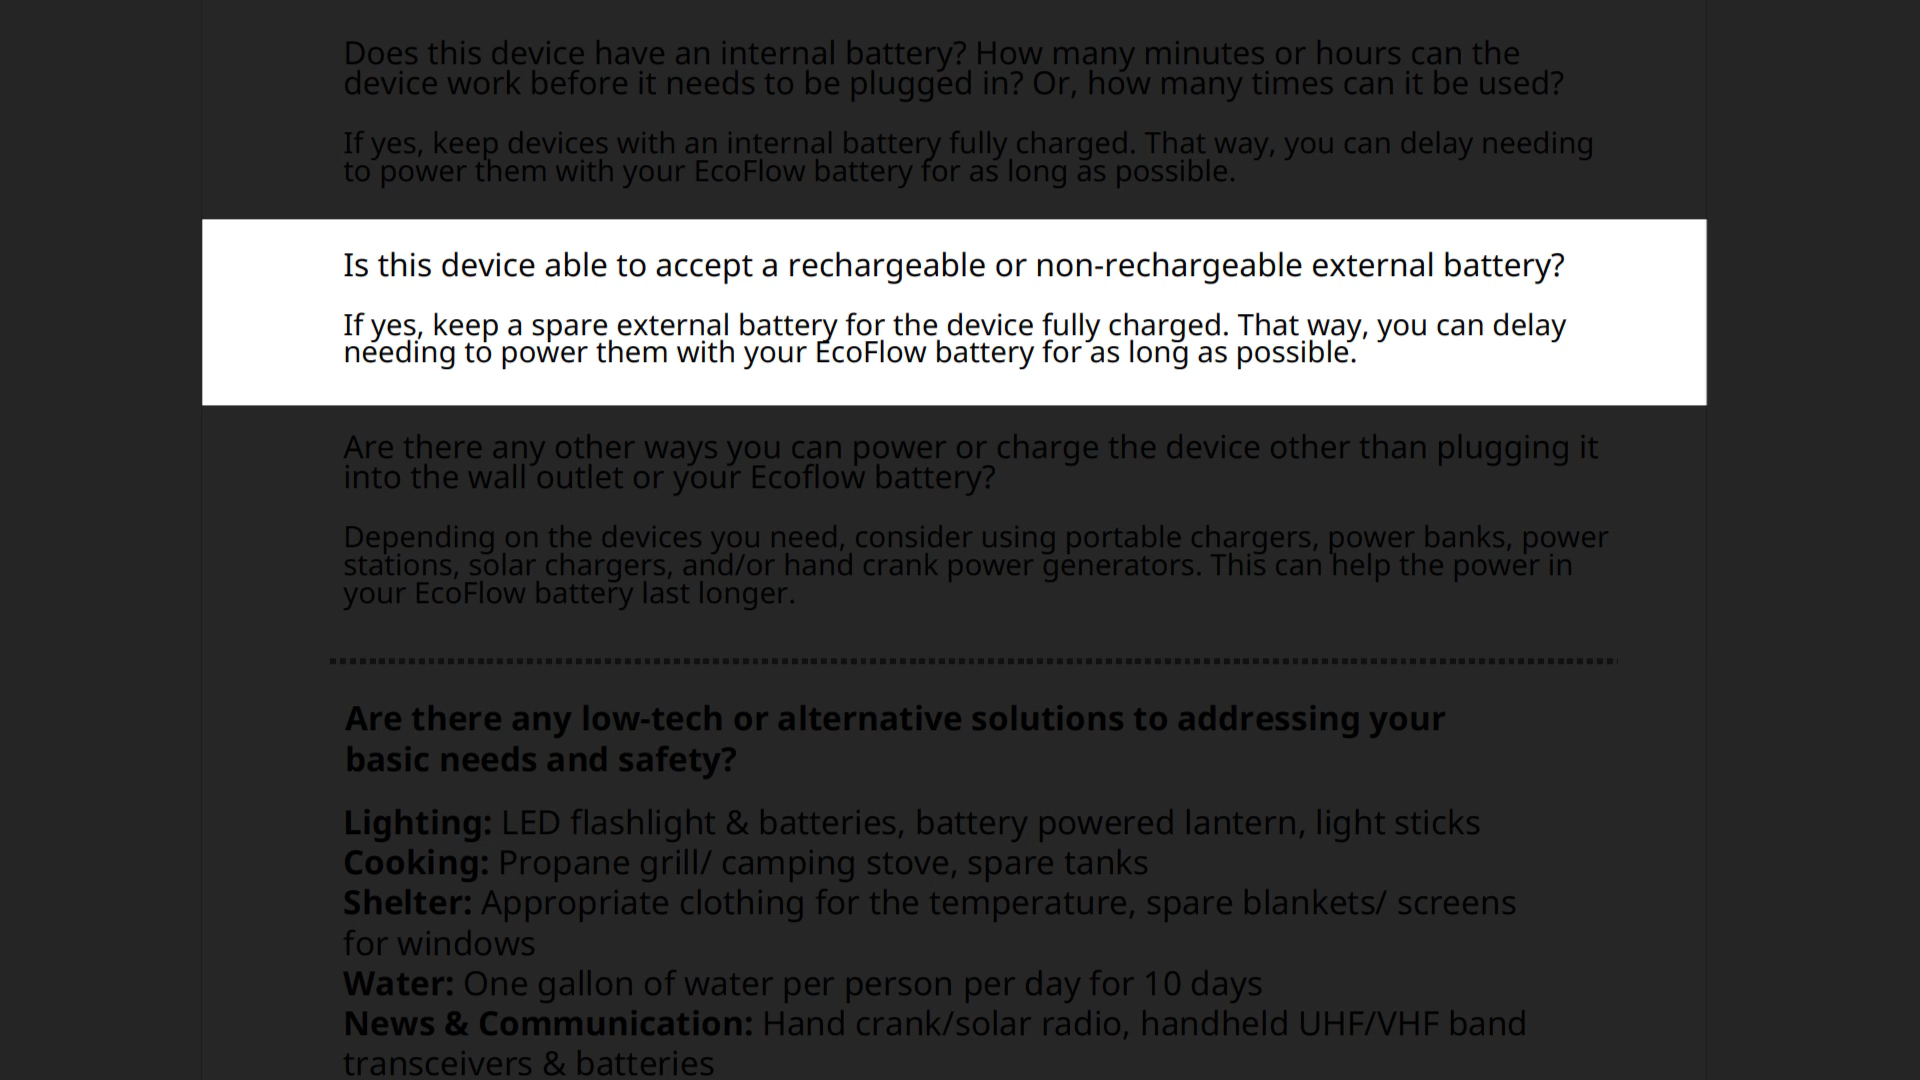 Does this device have an internal battery? How many minutes or hours can the
device work before it needs to be plugged in? Or, how many times can it be used?
If yes, keep devices with an internal battery fully charged. That way, you can delay needing
to power them with your EcoFlow battery for as long as possible.
Is this device able to accept a rechargeable or non-rechargeable external battery?
If yes, keep a spare external battery for the device fully charged. That way, you can delay
needing to power them with your EcoFlow battery for as long as possible.
Are there any other ways you can power or charge the device other than plugging it
into the wall outlet or your Ecoflow battery?
Depending on the devices you need, consider using portable chargers, power banks, power
stations, solar chargers, and/or hand crank power generators. This can help the power in
your EcoFlow battery last longer.
Are there any low-tech or alternative solutions to addressing your
basic needs and safety?
Lighting: LED flashlight & batteries, battery powered lantern, light sticks
Cooking: Propane grill/ camping stove, spare tanks
Shelter: Appropriate clothing for the temperature, spare blankets/ screens
for windows
Water: One gallon of water per person per day for 10 days
News & Communication: Hand crank/solar radio, handheld UHF/VHF band
transceivers & batteries